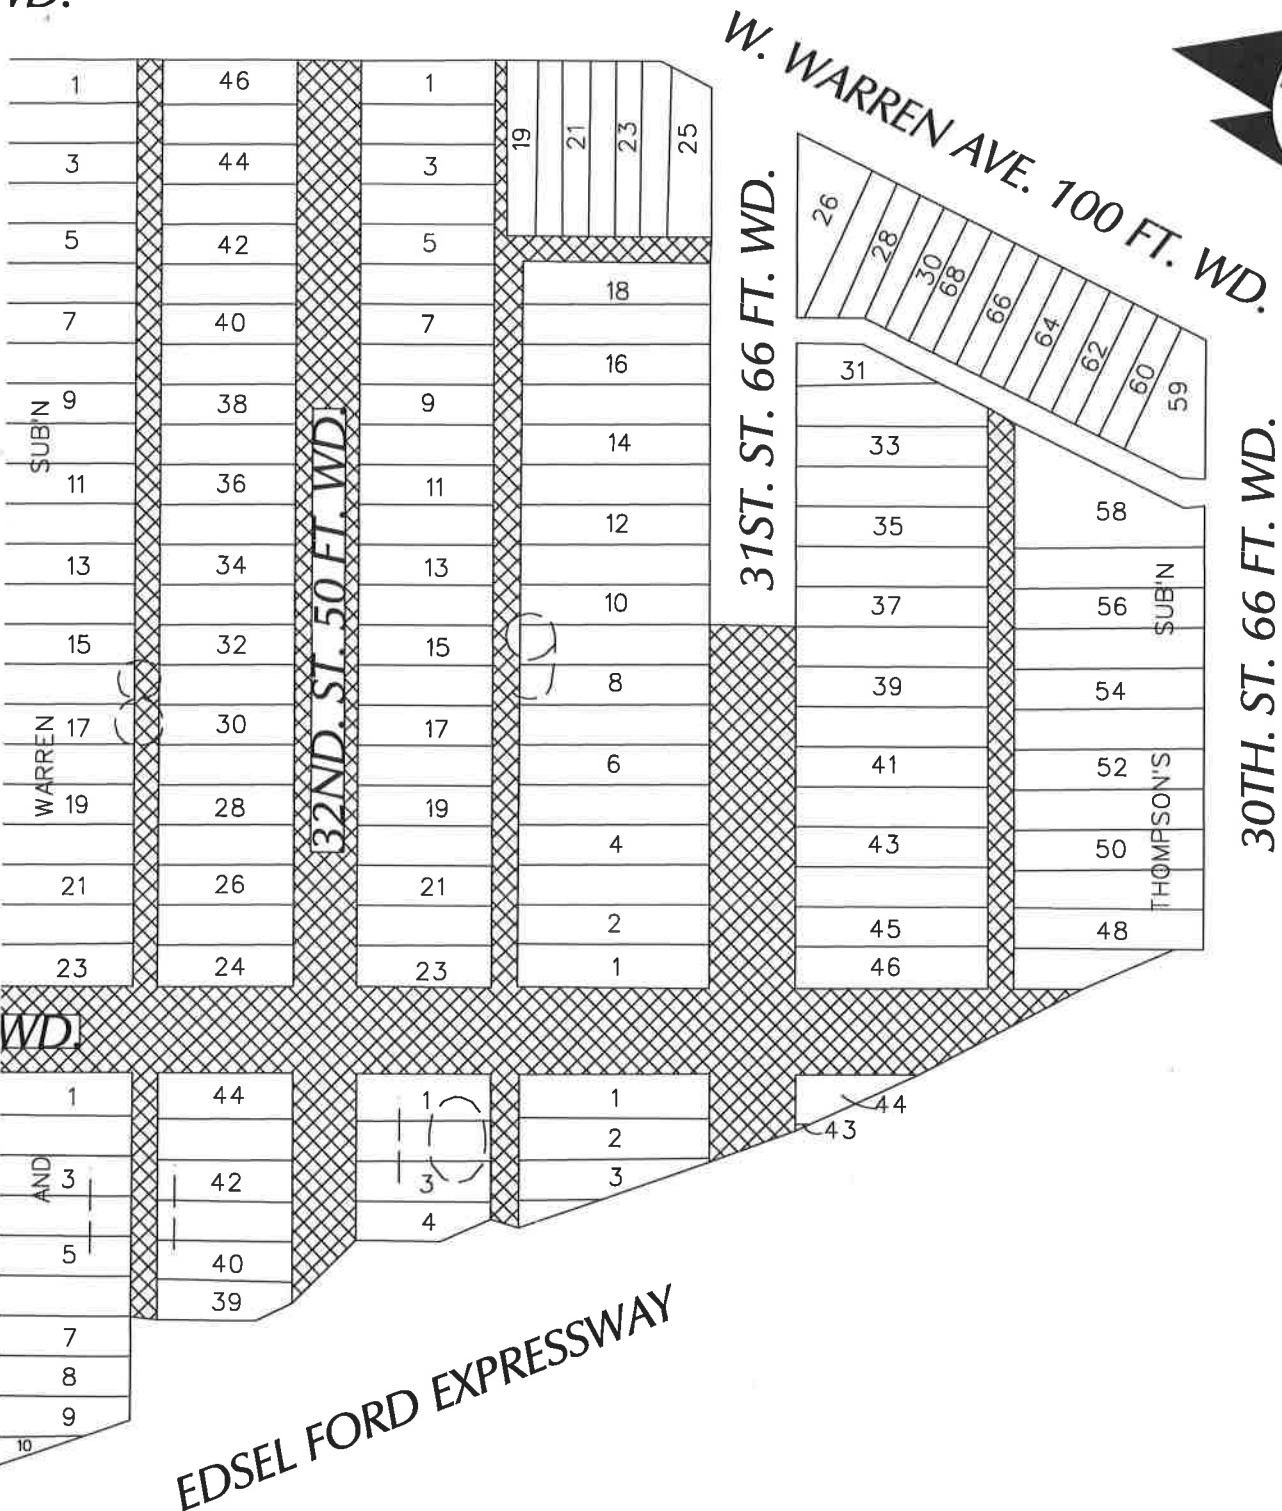 WD.
W. WARREN AVE. 100 FT. WD.
1 46 1 19 21 23 25
3 44 3
26 28 30 68 66 64 62 60 59
5 42 5
18
7 40 7
16 31
SUB'N 9 38 9
14 33
11 36 11
12 35 58
13 34 13
10 37 56
15 32 15
8 39 54
WARREN 17 30 17
6 41 52
19 28 19
4 43 50
21 26 21
2 45 48
23 24 23 1 46
32ND. ST. 50 FT. WD.
31ST. ST. 66 FT. WD.
30TH. ST. 66 FT. WD.
SUB'N
THOMPSON'S
WD.
1 44 1 1 44
2 43
AND 3 42 3 3
4
5 40
39
7
8
9
10
EDSEL FORD EXPRESSWAY